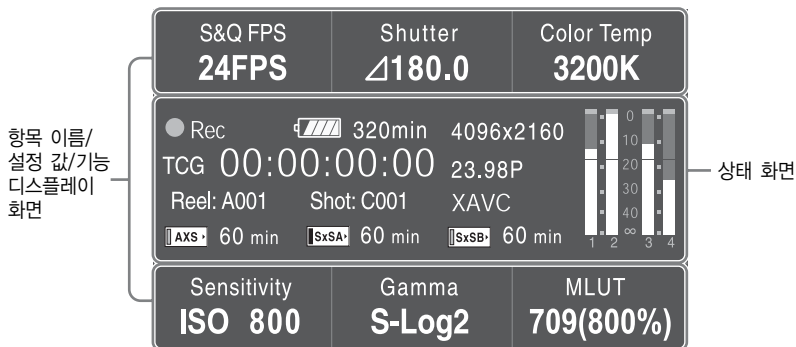 S&Q FPS Shutter Color Temp
24FPS ⊿180.0 3200K
항목 이름/
설정 값/기능
디스플레이
화면
Rec 320min 4096x2160
TCG 00:00:00:00 23.98P
Reel: A001 Shot: C001 XAVC
AXS 60 min SxSA 60 min SxSB 60 min
0
10
20
30
40
∞
1 2 3 4
상태 화면
Sensitivity Gamma MLUT
ISO 800 S-Log2 709(800%)